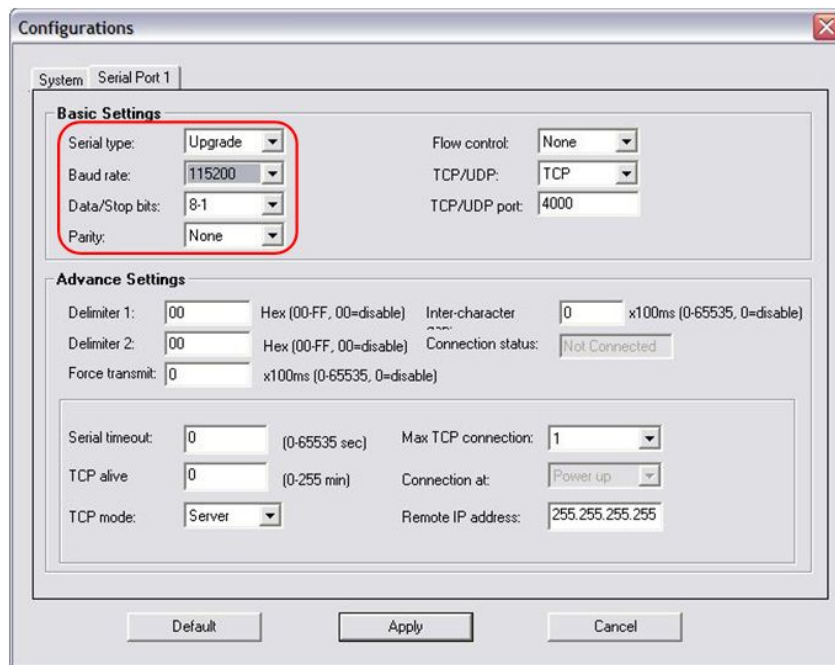 Configurations
System Serial Port 1
Basic Settings
Serial type: Upgrade Flow control: None
Baud rate: 115200 TCP/UDP: TCP
Data/Stop bits: 8-1 TCP/UDP port: 4000
Parity: None
Advance Settings
Delimiter 1: 00 Hex (00-FF, 00=disable) Inter-character 0 x100ms (0-65535, 0=disable)
Delimiter 2: 00 Hex (00-FF, 00=disable) Connection status: Not Connected
Force transmit: 0 x100ms (0-65535, 0=disable)
Serial timeout: 0 (0-65535 sec) Max TCP connection: 1
TCP alive 0 (0-255 min) Connection at: Power up
TCP mode: Server Remote IP address: 255.255.255.255
Default Apply Cancel